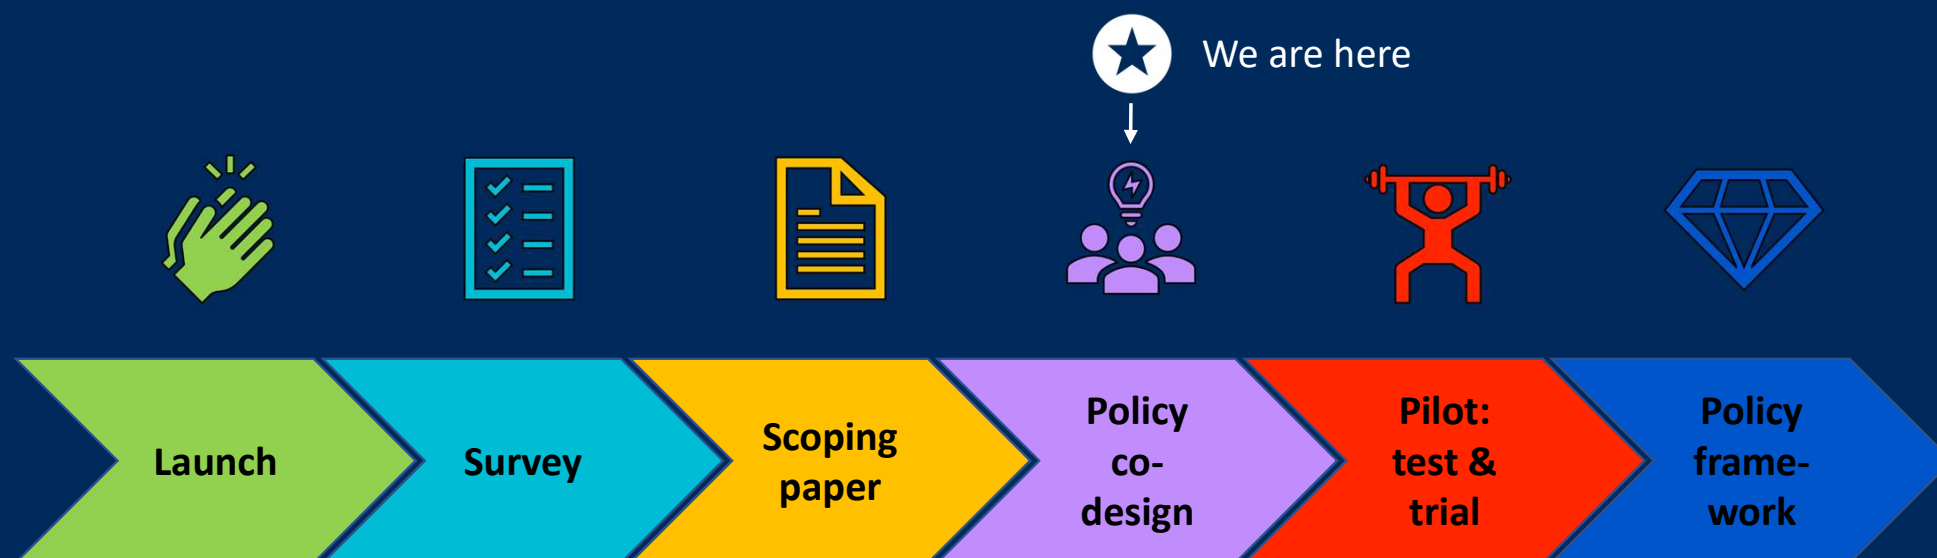 We are here
Launch
Survey
Scoping
paper
Policy
co-
design
Pilot:
test &
trial
Policy
frame-
work